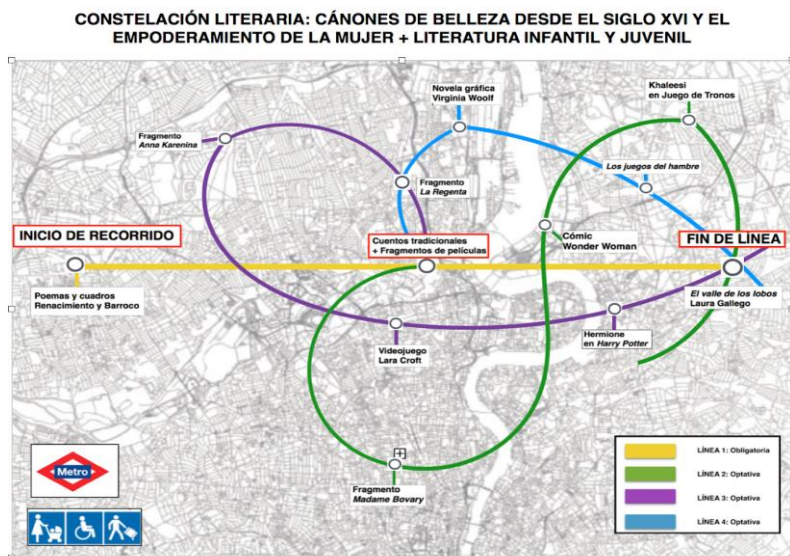 CONSTELACIÓN LITERARIA: CÁNONES DE BELLEZA DESDE EL SIGLO XVI Y EL
EMPODERAMIENTO DE LA MUJER + LITERATURA INFANTIL Y JUVENIL
Novela gráfica
Virginia Woolf
Khaleesi
en Juego de Tronos
Fragmento
Anna Karenina
Los juegos del hambre
Fragmento
La Regenta
INICIO DE RECORRIDO
Cuentos tradicionales
+ Fragmentos de películas
Cómic
Wonder Woman
FIN DE LÍNEA
Poemas y cuadros
Renacimiento y Barroco
El valle de los lobos
Laura Gallego
Videojuego
Lara Croft
Hermione
en Harry Potter
Fragmento
Madame Bovary
Metro
LÍNEA 1: Obligatoria
LÍNEA 2: Optativa
LÍNEA 3: Optativa
LÍNEA 4: Optativa